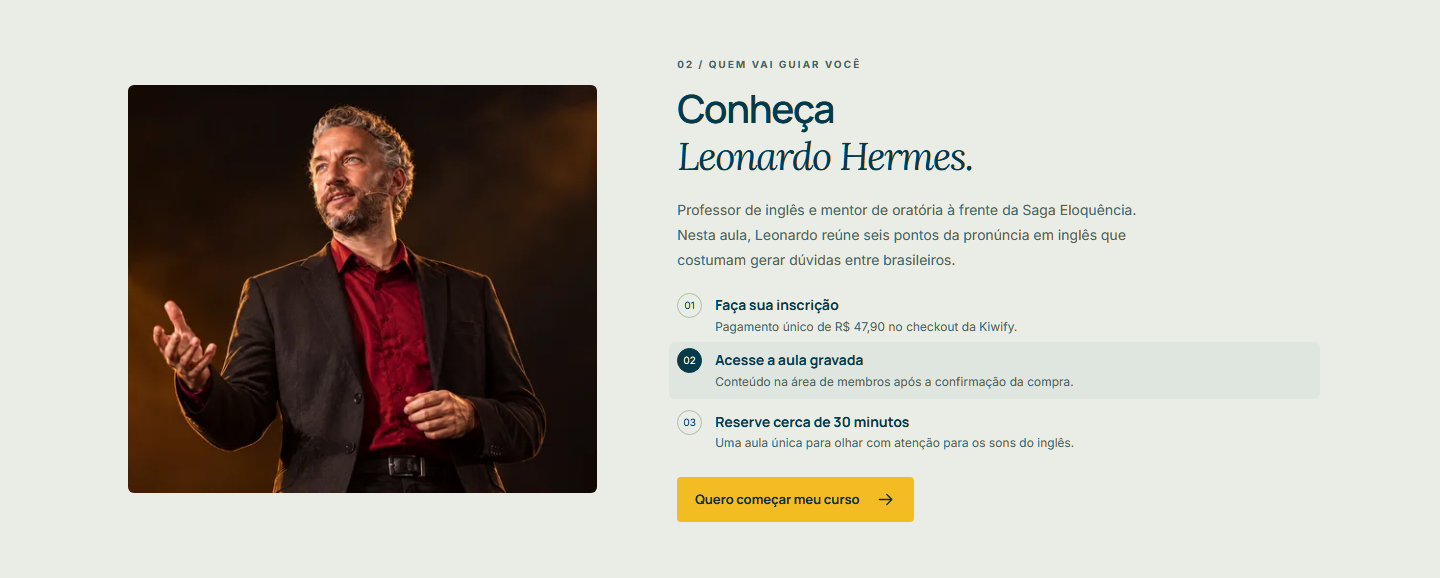 02 / QUEM VAI GUIAR VOCÊ
Conheça
Leonardo Hermes.
Professor de inglês e mentor de oratória à frente da Saga Eloquência.
Nesta aula, Leonardo reúne seis pontos da pronúncia em inglês que
costumam gerar dúvidas entre brasileiros.
01 Faça sua inscrição
Pagamento único de R$ 47,90 no checkout da Kiwify.
02 Acesse a aula gravada
Conteúdo na área de membros após a confirmação da compra.
03 Reserve cerca de 30 minutos
Uma aula única para olhar com atenção para os sons do inglês.
Quero começar meu curso →